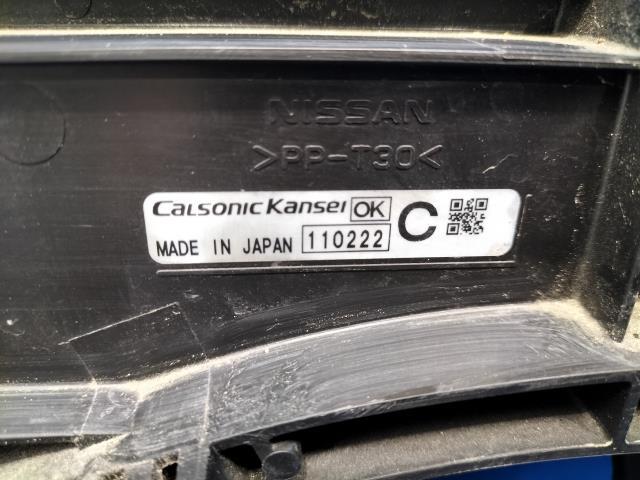 NISSAN
>PP-T30<
Calsonic Kansei OK C
MADE IN JAPAN 110222